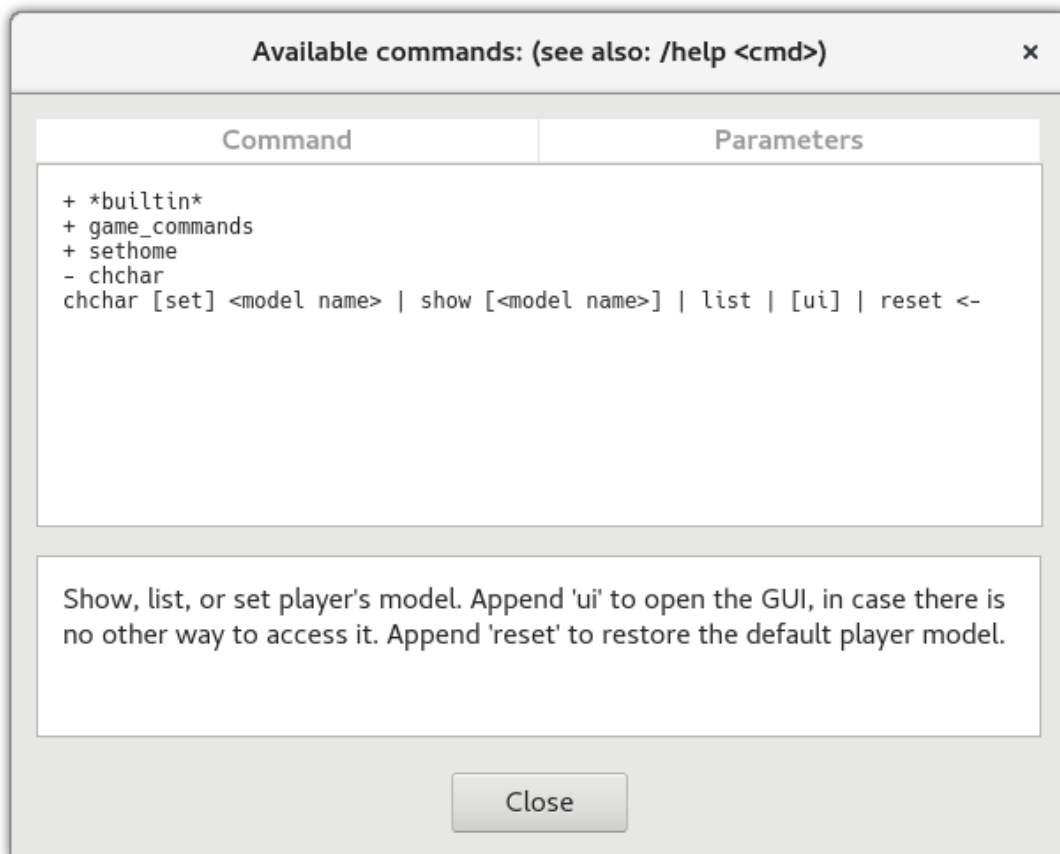 Available commands: (see also: /help <cmd>)
×
Command Parameters
+ *builtin*
+ game_commands
+ sethome
- chchar
chchar [set] <model name> | show [<model name>] | list | [ui] | reset <-
Show, list, or set player's model. Append 'ui' to open the GUI, in case there is
no other way to access it. Append 'reset' to restore the default player model.
Close